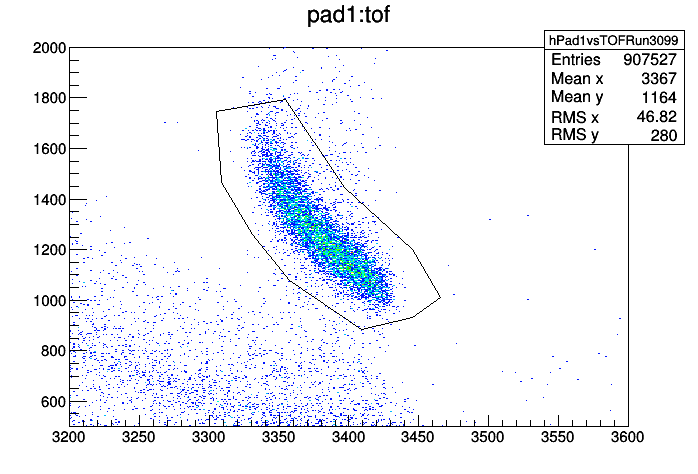 pad1:tof
hPad1vsTOFRun3099
Entries 907527
Mean x 3367
Mean y 1164
RMS x 46.82
RMS y 280
2000
1800
1600
1400
1200
1000
800
600
3200 3250 3300 3350 3400 3450 3500 3550 3600